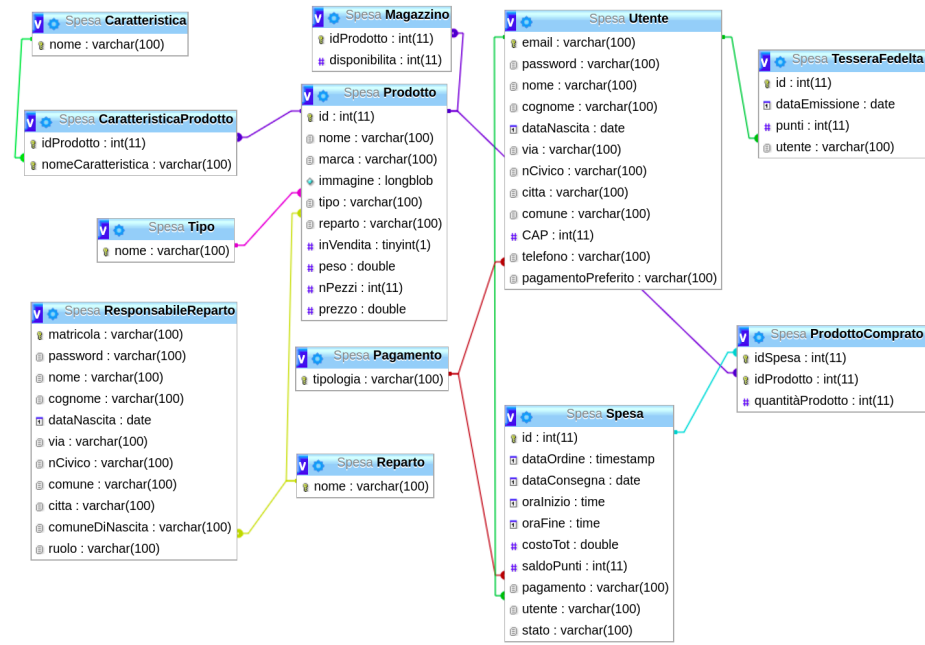 Spesa Caratteristica
nome : varchar(100)
Spesa Magazzino
idProdotto : int(11)
disponibilita : int(11)
Spesa Utente
email : varchar(100)
password : varchar(100)
nome : varchar(100)
cognome : varchar(100)
dataNascita : date
via : varchar(100)
nCivico : varchar(100)
citta : varchar(100)
comune : varchar(100)
CAP : int(11)
telefono : varchar(100)
pagamentoPreferito : varchar(100)
Spesa TesseraFedelta
id : int(11)
dataEmissione : date
punti : int(11)
utente : varchar(100)
Spesa CaratteristicaProdotto
idProdotto : int(11)
nomeCaratteristica : varchar(100)
Spesa Prodotto
id : int(11)
nome : varchar(100)
marca : varchar(100)
immagine : longblob
tipo : varchar(100)
reparto : varchar(100)
inVendita : tinyint(1)
peso : double
nPezzi : int(11)
prezzo : double
Spesa Tipo
nome : varchar(100)
Spesa ResponsabileReparto
matricola : varchar(100)
password : varchar(100)
nome : varchar(100)
cognome : varchar(100)
dataNascita : date
via : varchar(100)
nCivico : varchar(100)
comune : varchar(100)
citta : varchar(100)
comuneDiNascita : varchar(100)
ruolo : varchar(100)
Spesa Pagamento
tipologia : varchar(100)
Spesa Reparto
nome : varchar(100)
Spesa ProdottoComprato
idSpesa : int(11)
idProdotto : int(11)
quantitàProdotto : int(11)
Spesa Spesa
id : int(11)
dataOrdine : timestamp
dataConsegna : date
oraInizio : time
oraFine : time
costoTot : double
saldoPunti : int(11)
pagamento : varchar(100)
utente : varchar(100)
stato : varchar(100)